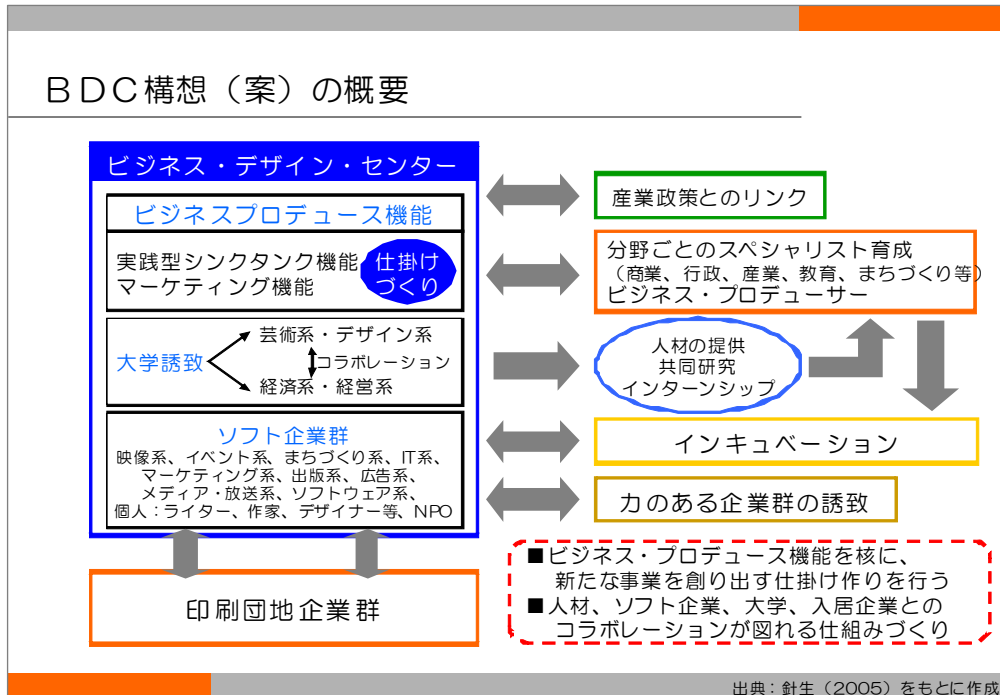 BDC構想（案）の概要
ビジネス・デザイン・センター
ビジネスプロデュース機能
実践型シンクタンク機能
マーケティング機能
仕掛け
づくり
大学誘致
芸術系・デザイン系
コラボレーション
経済系・経営系
ソフト企業群
映像系、イベント系、まちづくり系、IT系、
マーケティング系、出版系、広告系、
メディア・放送系、ソフトウェア系、
個人：ライター、作家、デザイナー等、NPO
印刷団地企業群
産業政策とのリンク
分野ごとのスペシャリスト育成
（商業、行政、産業、教育、まちづくり等）
ビジネス・プロデューサー
人材の提供
共同研究
インターンシップ
インキュベーション
力のある企業群の誘致
■ビジネス・プロデュース機能を核に、
新たな事業を創り出す仕掛け作りを行う
■人材、ソフト企業、大学、入居企業との
コラボレーションが図れる仕組みづくり
出典：針生（2005）をもとに作成